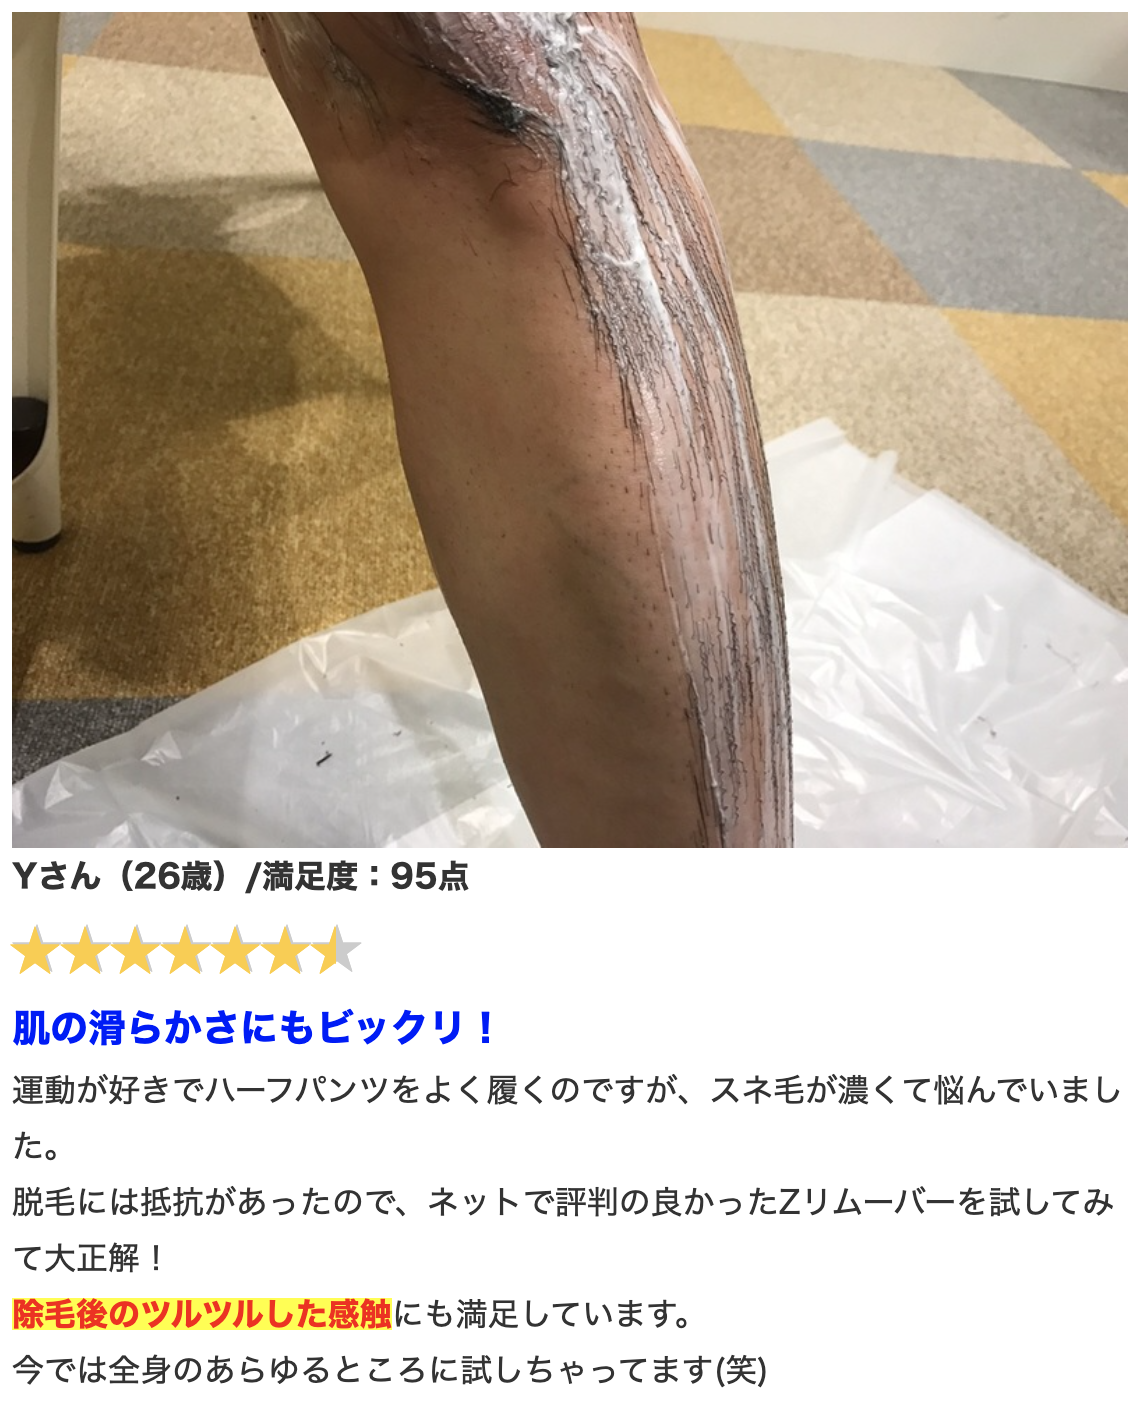 Yさん（26歳）/満足度：95点
肌の滑らかさにもビックリ！
運動が好きでハーフパンツをよく履くのですが、スネ毛が濃くて悩んでいまし
た。
脱毛には抵抗があったので、ネットで評判の良かったZリムーバーを試してみ
て大正解！
除毛後のツルツルした感触にも満足しています。
今では全身のあらゆるところに試しちゃってます(笑)